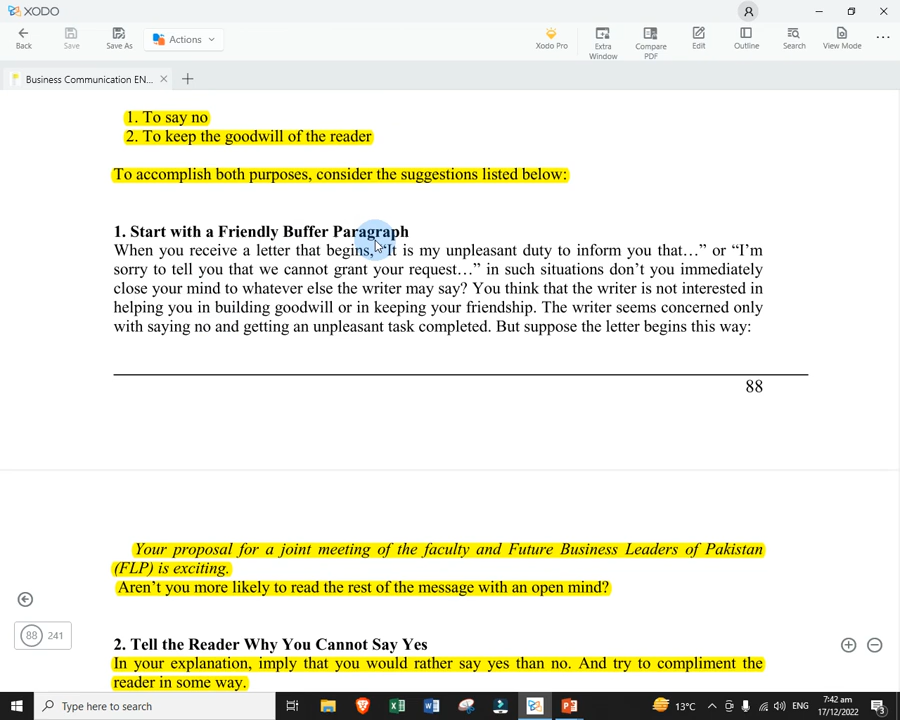 XODO
Back
Save
Save As
Actions
Xodo Pro
Extra Window
Compare PDF
Edit
Outline
Search
View Mode
Business Communication EN...
1. To say no
2. To keep the goodwill of the reader
To accomplish both purposes, consider the suggestions listed below:
1. Start with a Friendly Buffer Paragraph
When you receive a letter that begins, “It is my unpleasant duty to inform you that…” or “I’m
sorry to tell you that we cannot grant your request…” in such situations don’t you immediately
close your mind to whatever else the writer may say? You think that the writer is not interested in
helping you in building goodwill or in keeping your friendship. The writer seems concerned only
with saying no and getting an unpleasant task completed. But suppose the letter begins this way:
88
Your proposal for a joint meeting of the faculty and Future Business Leaders of Pakistan
(FLP) is exciting.
Aren’t you more likely to read the rest of the message with an open mind?
88 241
2. Tell the Reader Why You Cannot Say Yes
In your explanation, imply that you would rather say yes than no. And try to compliment the
reader in some way.
Type here to search
13°C
ENG
7:42 am
17/12/2022
3